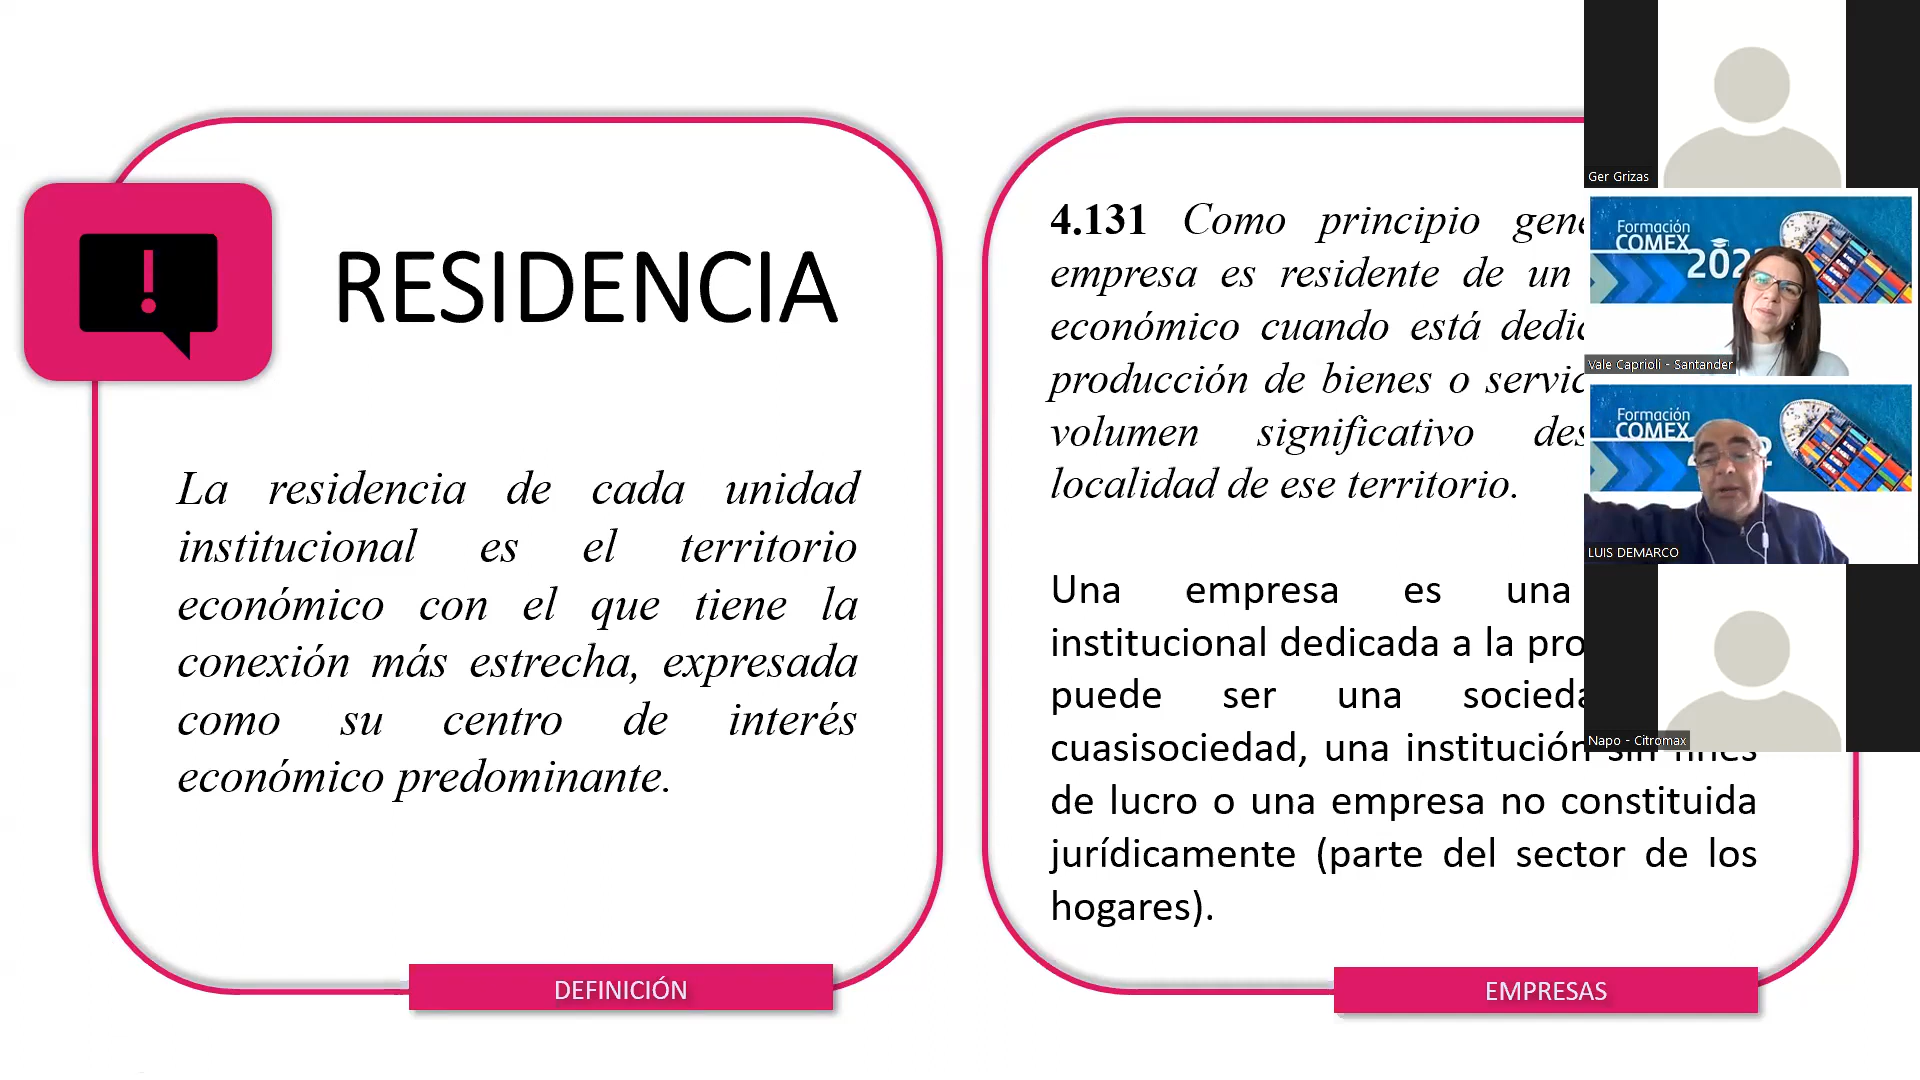 RESIDENCIA
La residencia de cada unidad
institucional es el territorio
económico con el que tiene la
conexión más estrecha, expresada
como su centro de interés
económico predominante.
DEFINICIÓN
4.131 Como principio
empresa es residente de un
económico cuando está
producción de bienes o
volumen significativo
localidad de ese territorio.
Una empresa es una
institucional dedicada a la
puede ser una
cuasisociedad, una institución sin fines
de lucro o una empresa no constituida
jurídicamente (parte del sector de los
hogares).
EMPRESAS
Ger Grizas
Formación
COMEX
Vale Caprioli - Santander
Formación
COMEX
LUIS DEMARCO
Napo - Citromax